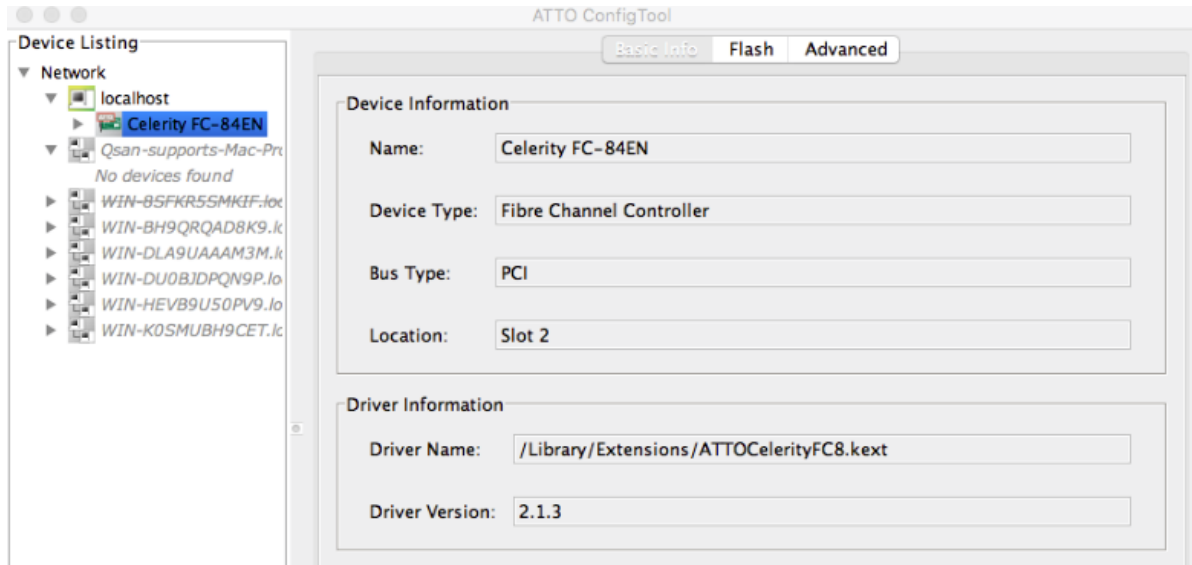 ATTO ConfigTool
Device Listing
Network
localhost
Celerity FC-84EN
Qsan-supports-Mac-Pro
No devices found
WIN-8SFKR5SMKIF.loc
WIN-BH9QRQAD8K9.lo
WIN-DLA9UAAAM3M.lo
WIN-DU0BJDPQN9P.lo
WIN-HEVB9U50PV9.lo
WIN-K0SMUBH9CET.lo
Basic Info
Flash
Advanced
Device Information
Name: Celerity FC-84EN
Device Type: Fibre Channel Controller
Bus Type: PCI
Location: Slot 2
Driver Information
Driver Name: /Library/Extensions/ATTOCelerityFC8.kext
Driver Version: 2.1.3